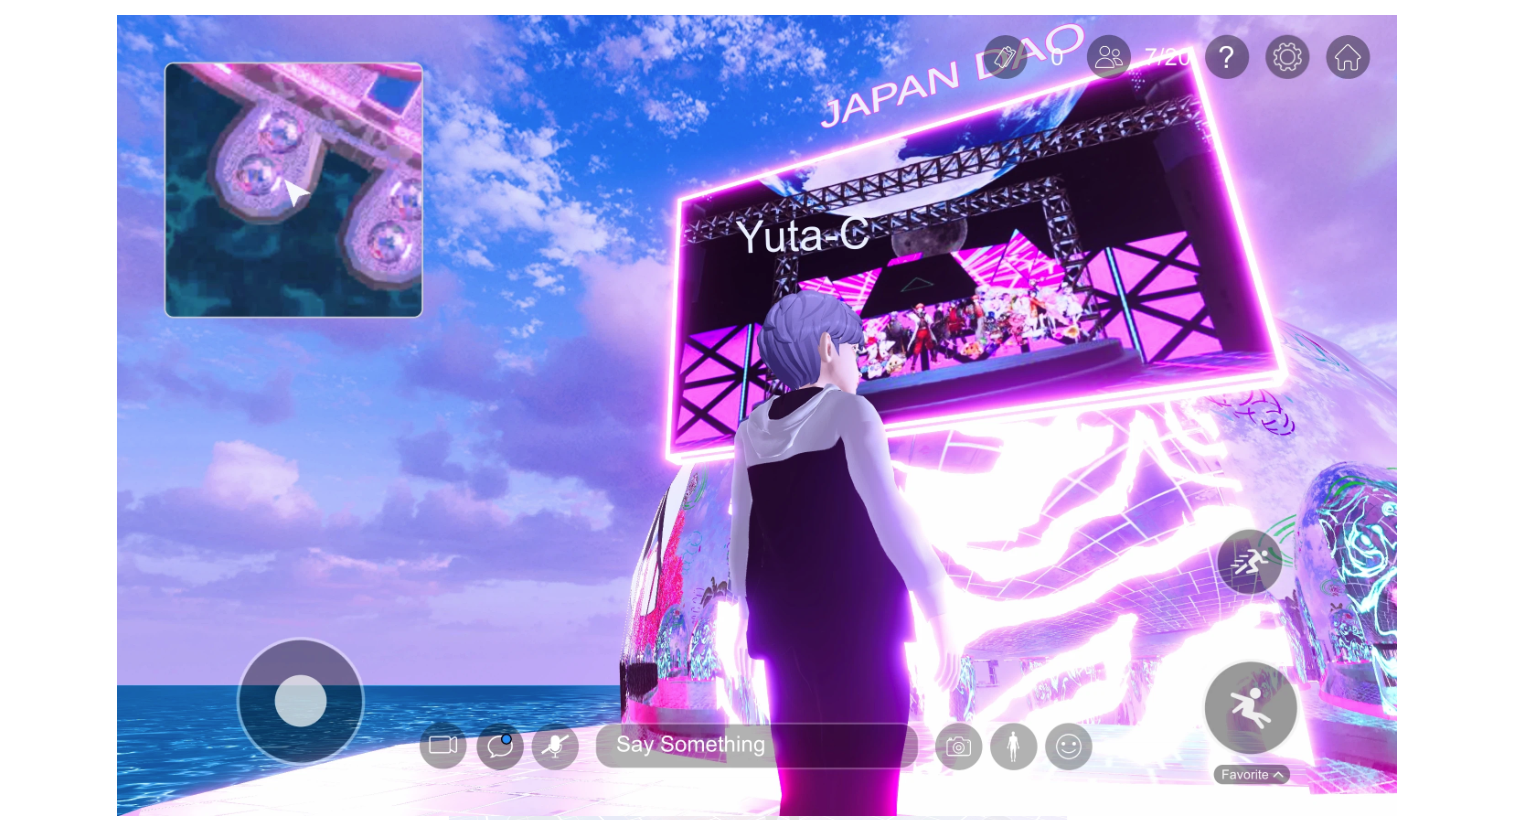 JAPAN DAO
0
7/20
?
Yuta-C
Say Something
Favorite